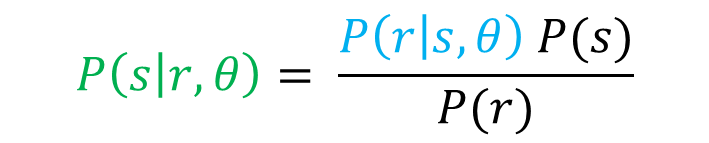 P(s|r, θ) = P(r|s, θ) P(s)
P(r)